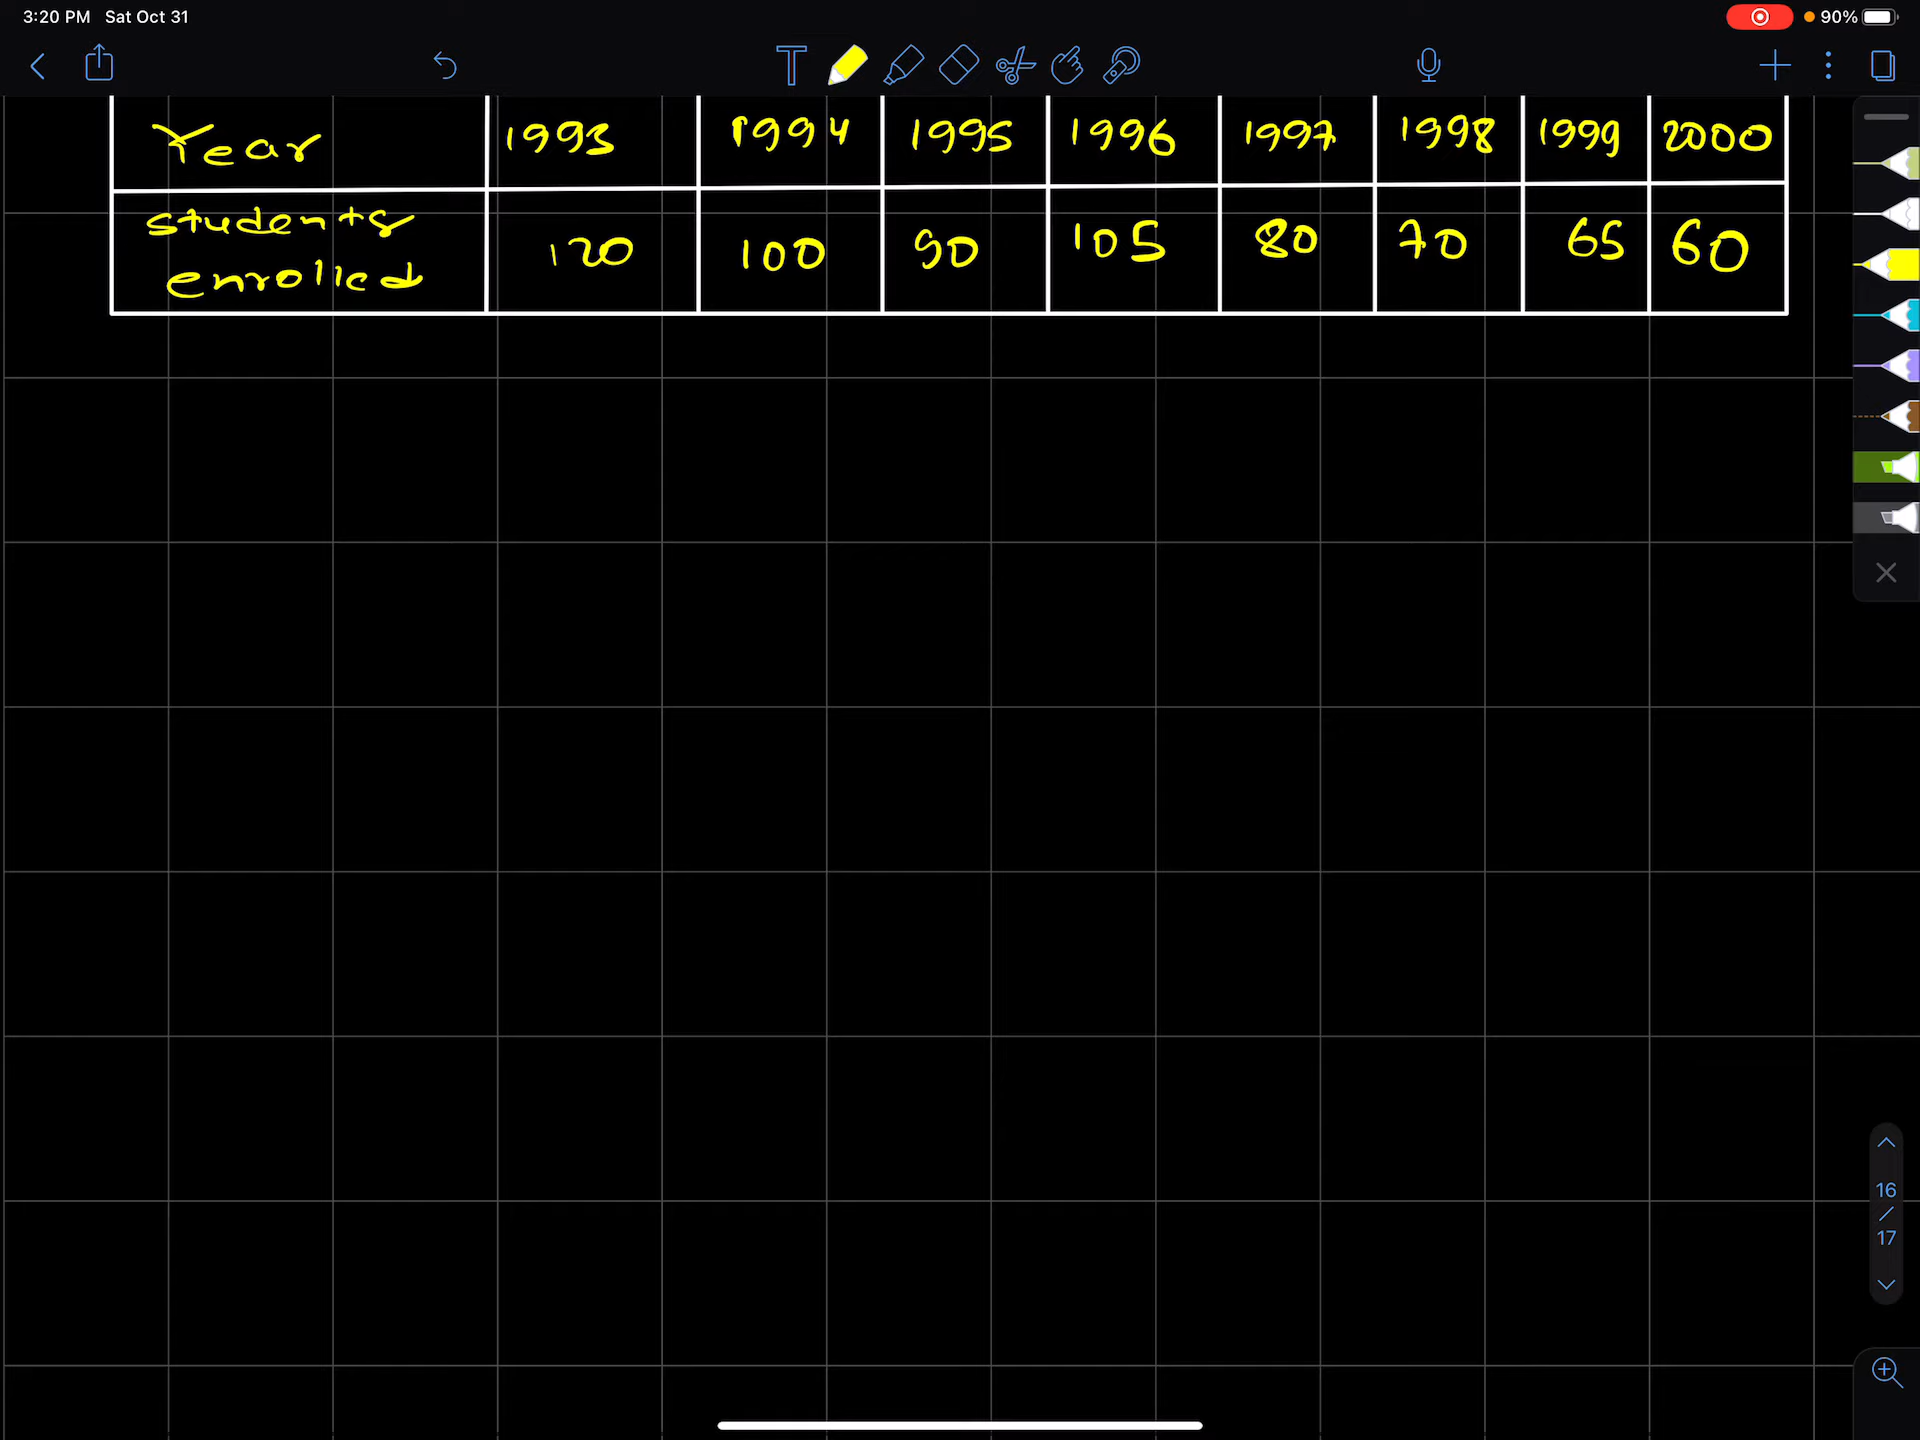 3:20 PM Sat Oct 31
90%
Year 1993 1994 1995 1996 1997 1998 1999 2000
students
enrolled 120 100 90 105 80 70 65 60
16
/
17